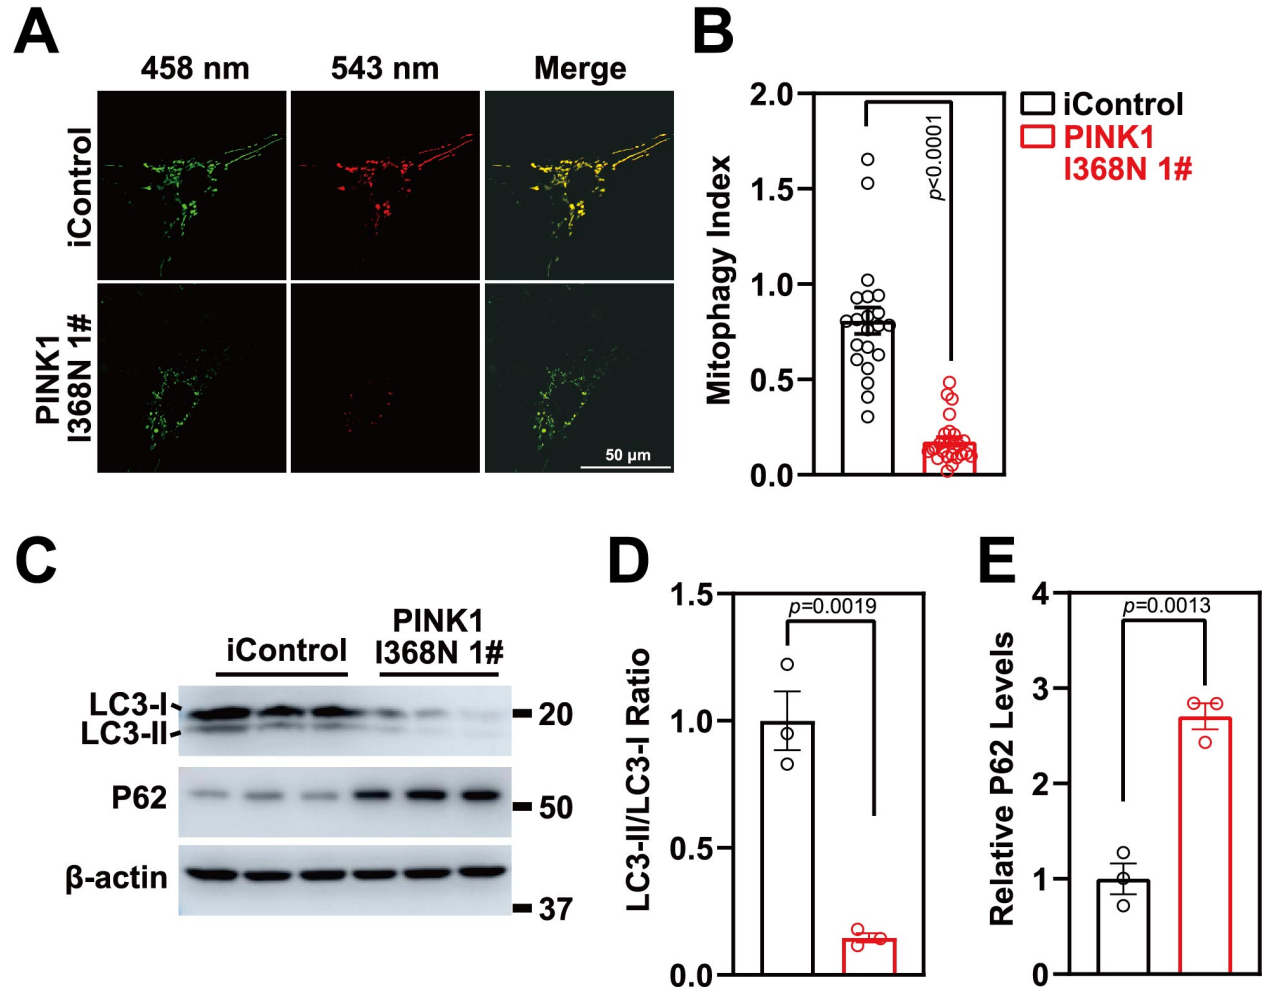 A
458 nm
543 nm
Merge
iControl
PINK1
I368N 1#
50 µm
B
Mitophagy Index
2.0
1.5
1.0
0.5
0.0
p<0.0001
iControl
PINK1
I368N 1#
C
iControl
PINK1
I368N 1#
LC3-I
LC3-II
20
P62
50
β-actin
37
D
LC3-II/LC3-I Ratio
1.5
1.0
0.5
0.0
p=0.0019
E
Relative P62 Levels
4
3
2
1
0
p=0.0013